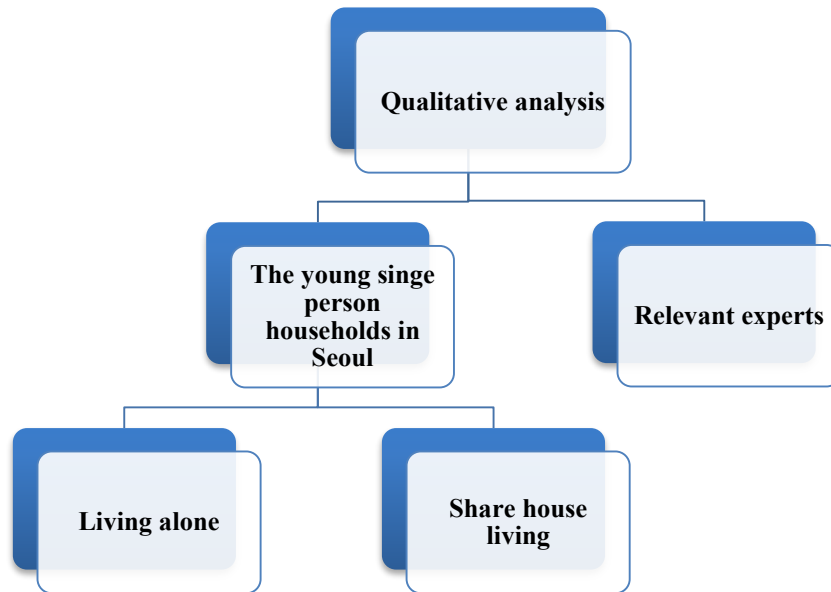 Qualitative analysis
The young singe
person
households in
Seoul
Relevant experts
Living alone
Share house
living